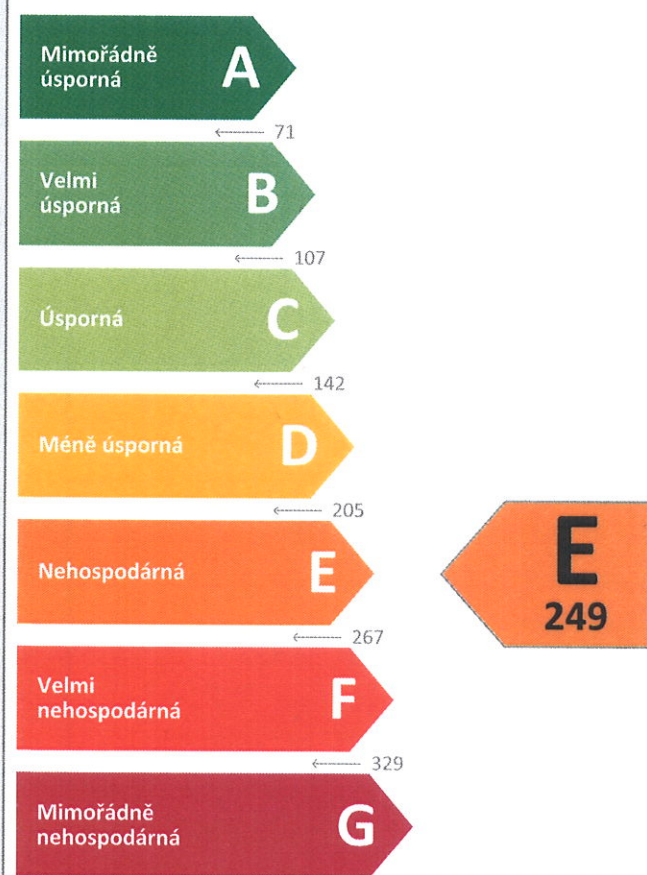 Mimořádně
úsporná
A
71
Velmi
úsporná
B
107
Úsporná
C
142
Méně úsporná
D
205
Nehospodárná
E
E
249
267
Velmi
nehospodárná
F
329
Mimořádně
nehospodárná
G